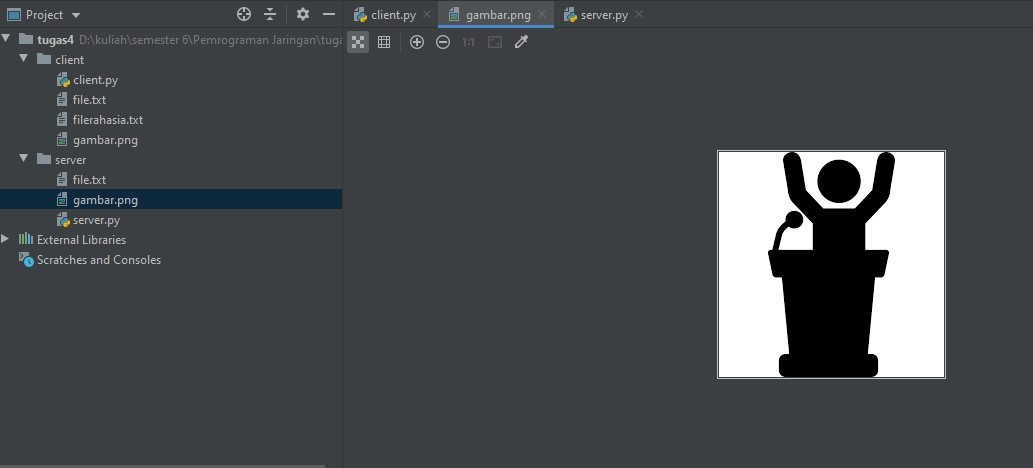 Project
client.py
gambar.png
server.py
1:1
tugas4 D:\kuliah\semester 6\Pemrograman Jaringan\tuga
client
client.py
file.txt
filerahasia.txt
gambar.png
server
file.txt
gambar.png
server.py
External Libraries
Scratches and Consoles